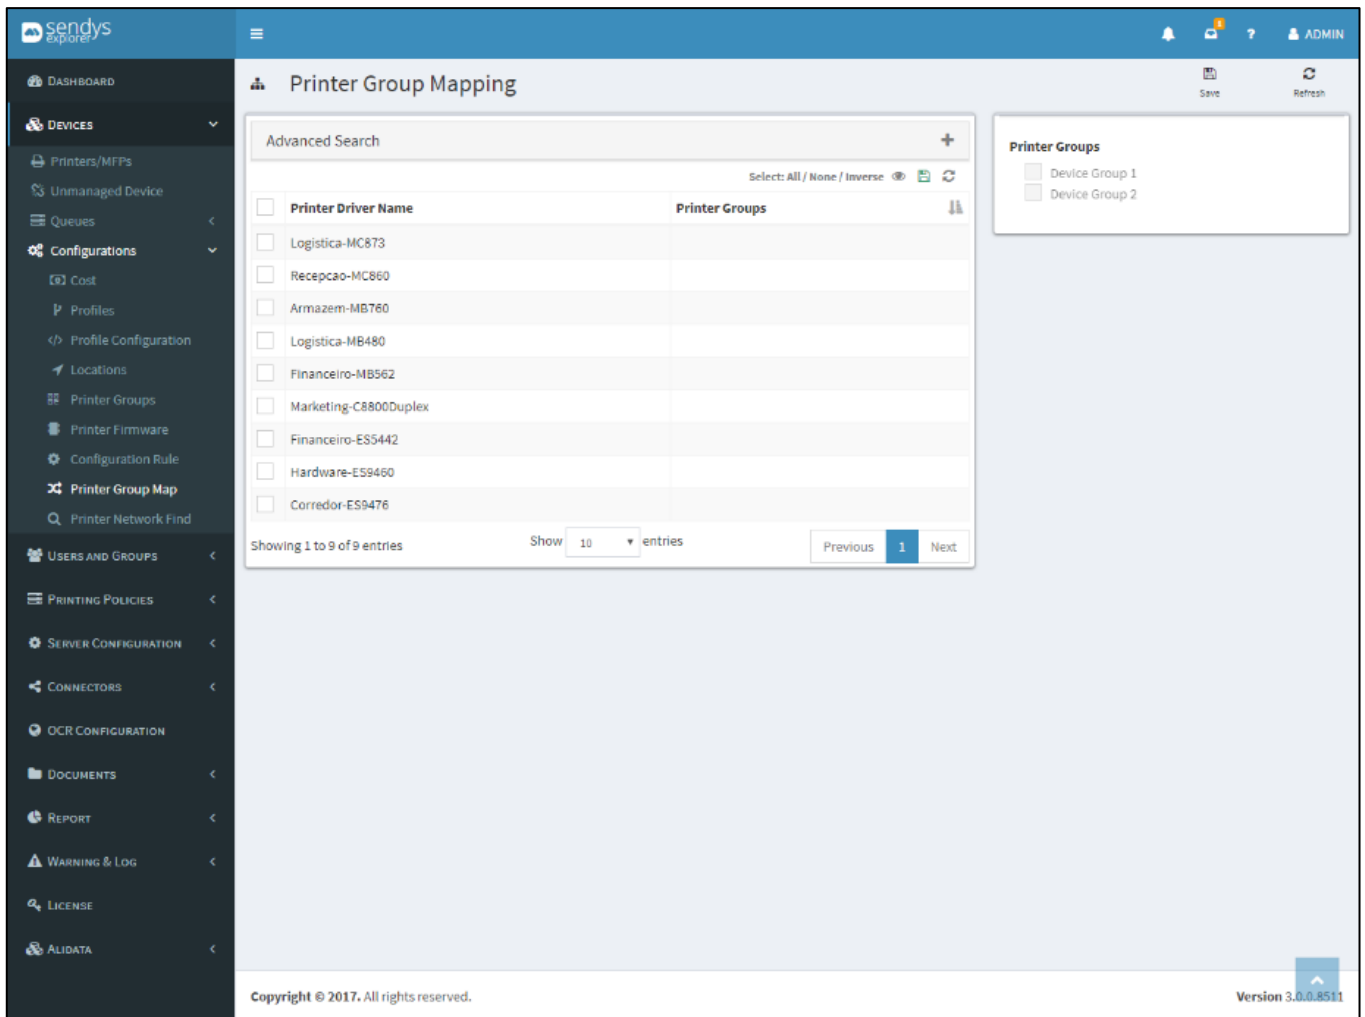 sendys
explorer
ADMIN
DASHBOARD
DEVICES
Printers/MFPs
Unmanaged Device
Queues
Configurations
Cost
Profiles
Profile Configuration
Locations
Printer Groups
Printer Firmware
Configuration Rule
Printer Group Map
Printer Network Find
USERS AND GROUPS
PRINTING POLICIES
SERVER CONFIGURATION
CONNECTORS
OCR CONFIGURATION
DOCUMENTS
REPORT
WARNING & LOG
LICENSE
ALIDATA
Printer Group Mapping
Save
Refresh
Advanced Search
Select: All / None / Inverse
Printer Driver Name Printer Groups
Logistica-MC873
Recepcao-MC860
Armazem-MB760
Logistica-MB480
Financeiro-MB562
Marketing-C8800Duplex
Financeiro-ES5442
Hardware-ES9460
Corredor-ES9476
Showing 1 to 9 of 9 entries Show 10 entries Previous 1 Next
Printer Groups
Device Group 1
Device Group 2
Copyright © 2017. All rights reserved. Version 3.0.0.8511